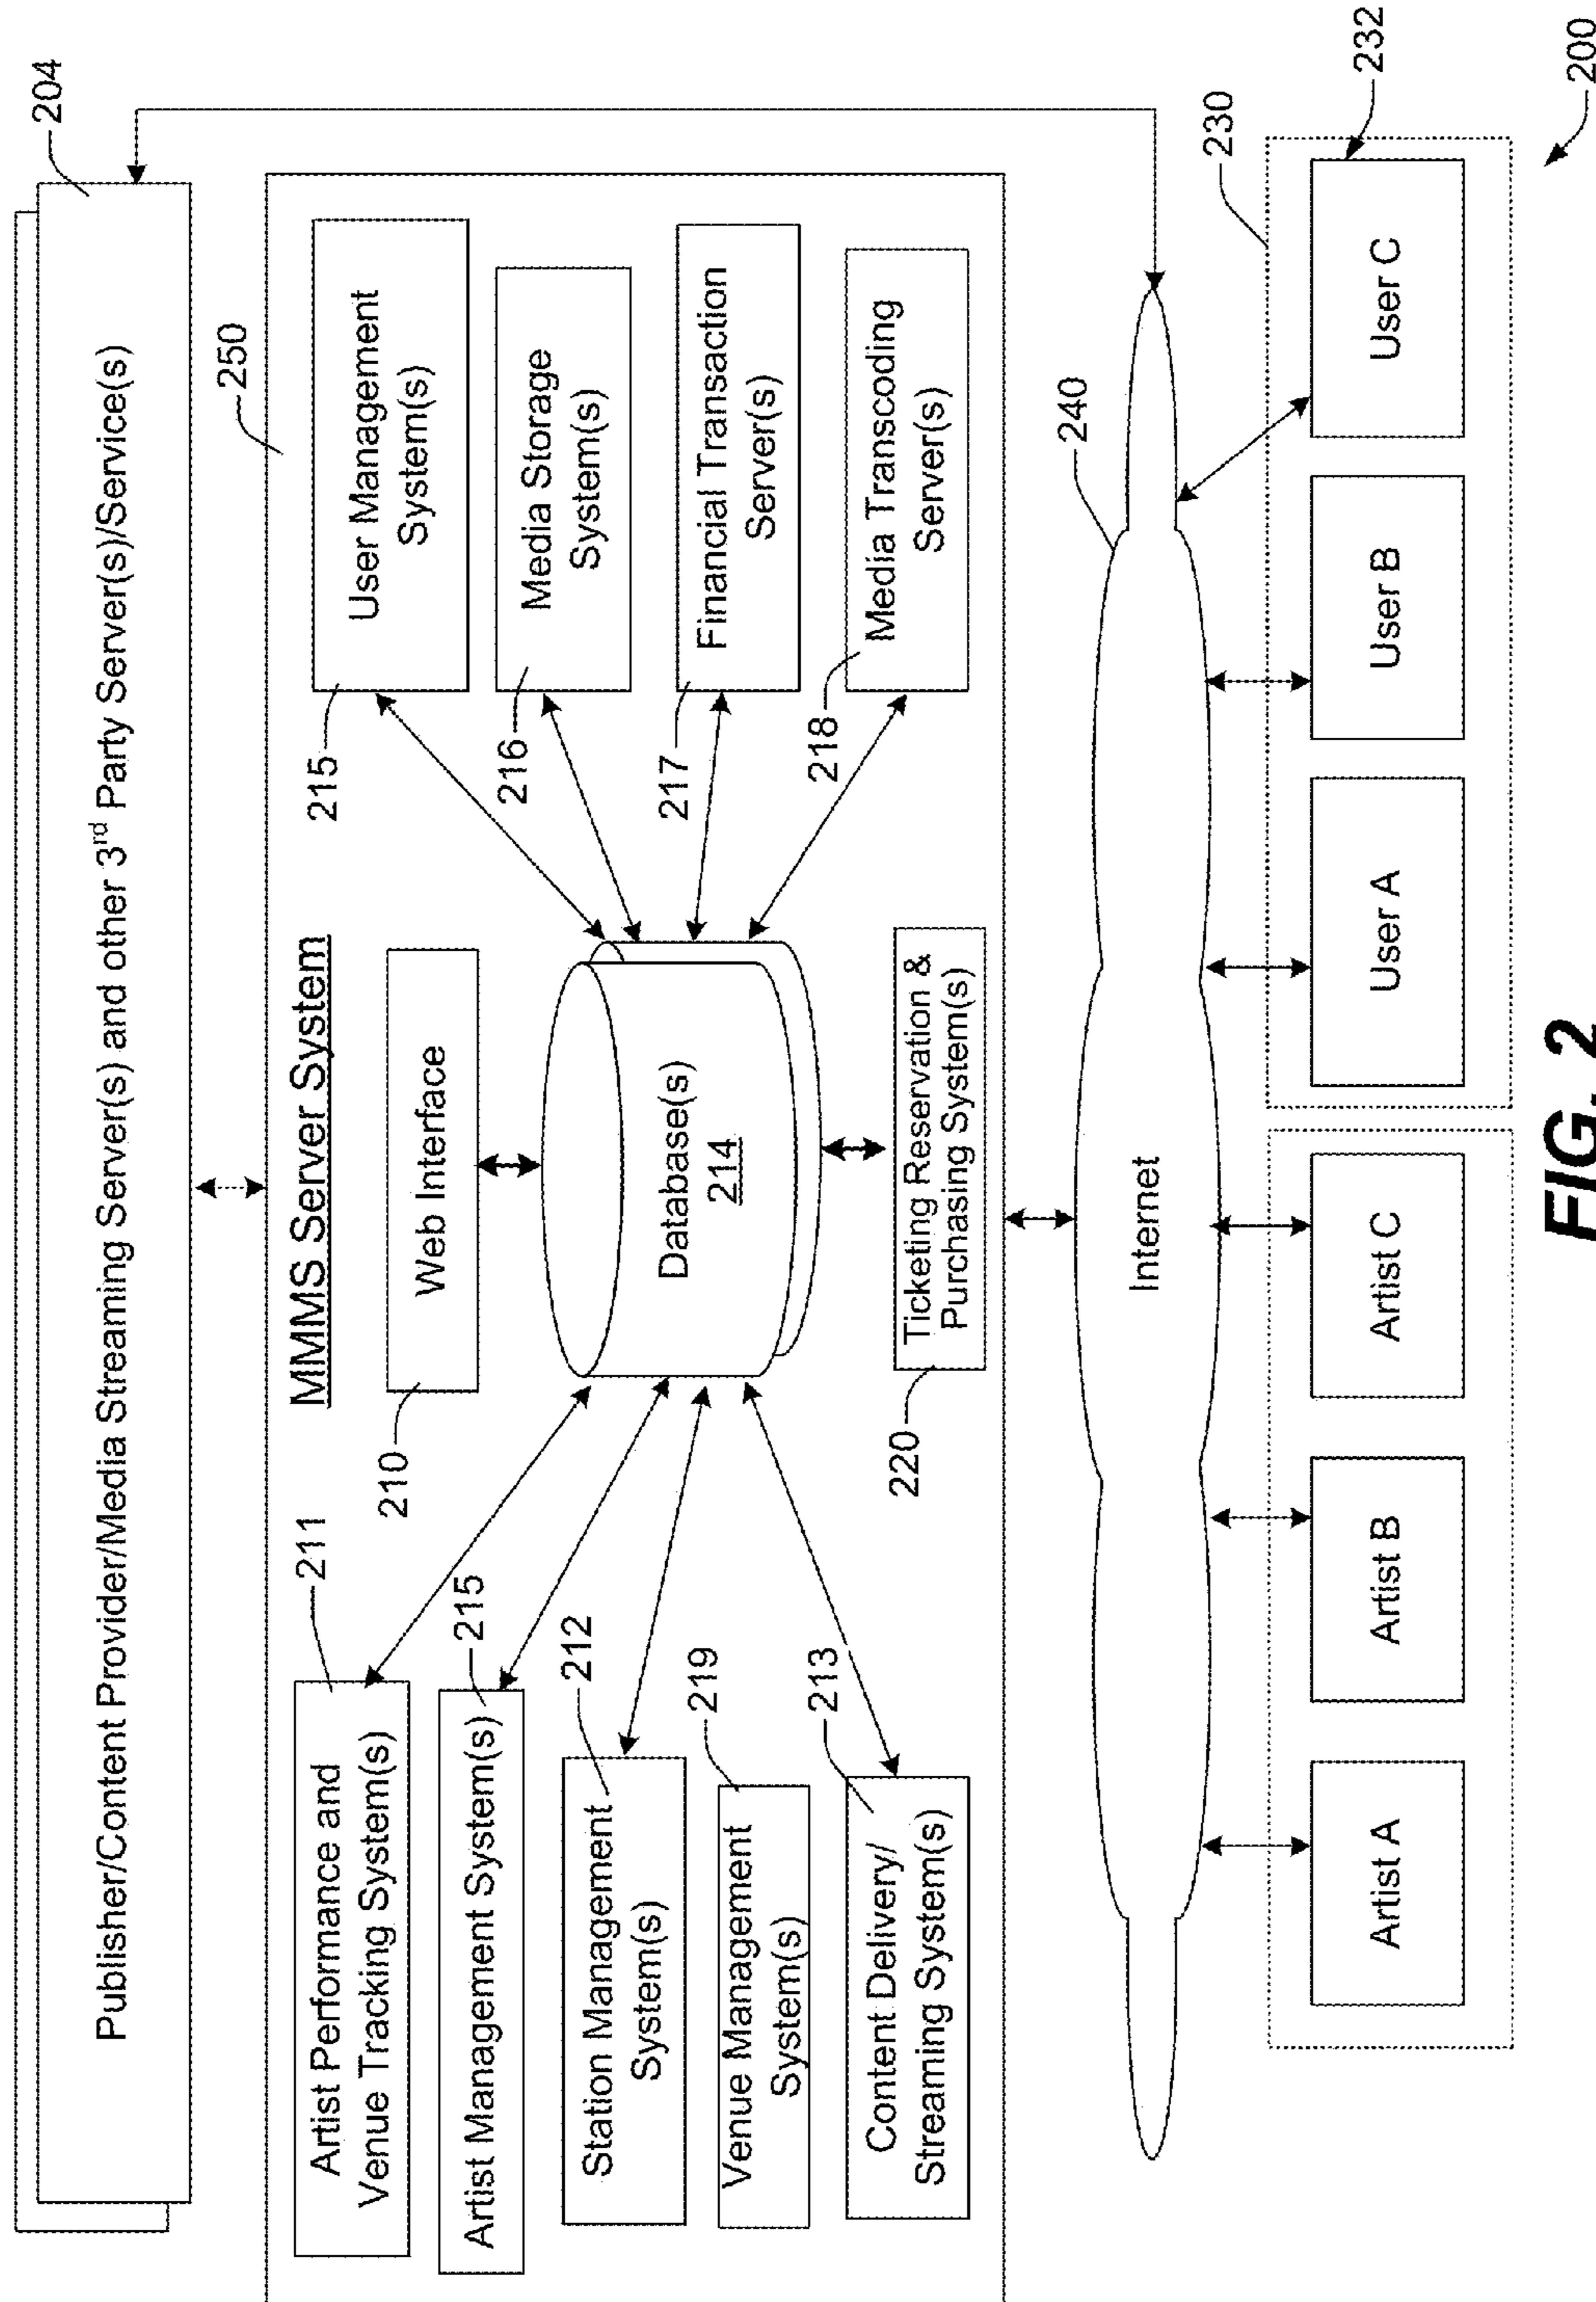 204
Publisher/Content Provider/Media Streaming Server(s) and other 3rd Party Server(s)/Service(s)
250
MMMS Server System
211
Artist Performance and
Venue Tracking System(s)
215
Artist Management System(s)
212
Station Management
System(s)
219
Venue Management
System(s)
213
Content Delivery/
Streaming System(s)
210
Web Interface
Database(s)
214
220
Ticketing Reservation &
Purchasing System(s)
215
User Management
System(s)
216
Media Storage
System(s)
217
Financial Transaction
Server(s)
218
Media Transcoding
Server(s)
240
Internet
230
232
Artist A
Artist B
Artist C
User A
User B
User C
200
FIG. 2